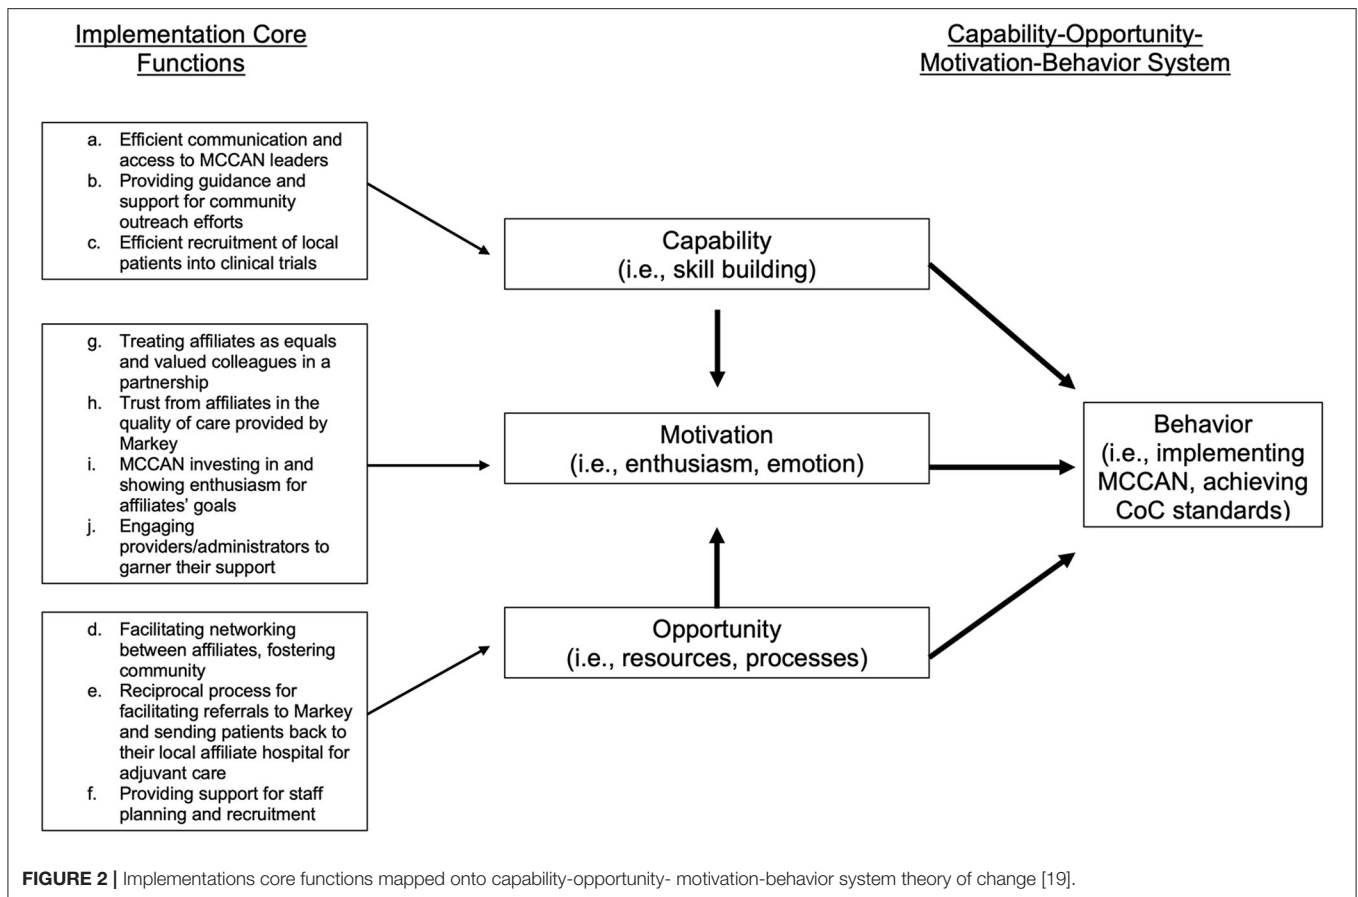 Implementation Core
Functions
Capability-Opportunity-
Motivation-Behavior System
a. Efficient communication and
access to MCCAN leaders
b. Providing guidance and
support for community
outreach efforts
c. Efficient recruitment of local
patients into clinical trials
g. Treating affiliates as equals
and valued colleagues in a
partnership
h. Trust from affiliates in the
quality of care provided by
Markey
i. MCCAN investing in and
showing enthusiasm for
affiliates’ goals
j. Engaging
providers/administrators to
garner their support
d. Facilitating networking
between affiliates, fostering
community
e. Reciprocal process for
facilitating referrals to Markey
and sending patients back to
their local affiliate hospital for
adjuvant care
f. Providing support for staff
planning and recruitment
Capability
(i.e., skill building)
Motivation
(i.e., enthusiasm, emotion)
Opportunity
(i.e., resources, processes)
Behavior
(i.e., implementing
MCCAN, achieving
CoC standards)
FIGURE 2 | Implementations core functions mapped onto capability-opportunity- motivation-behavior system theory of change [19].